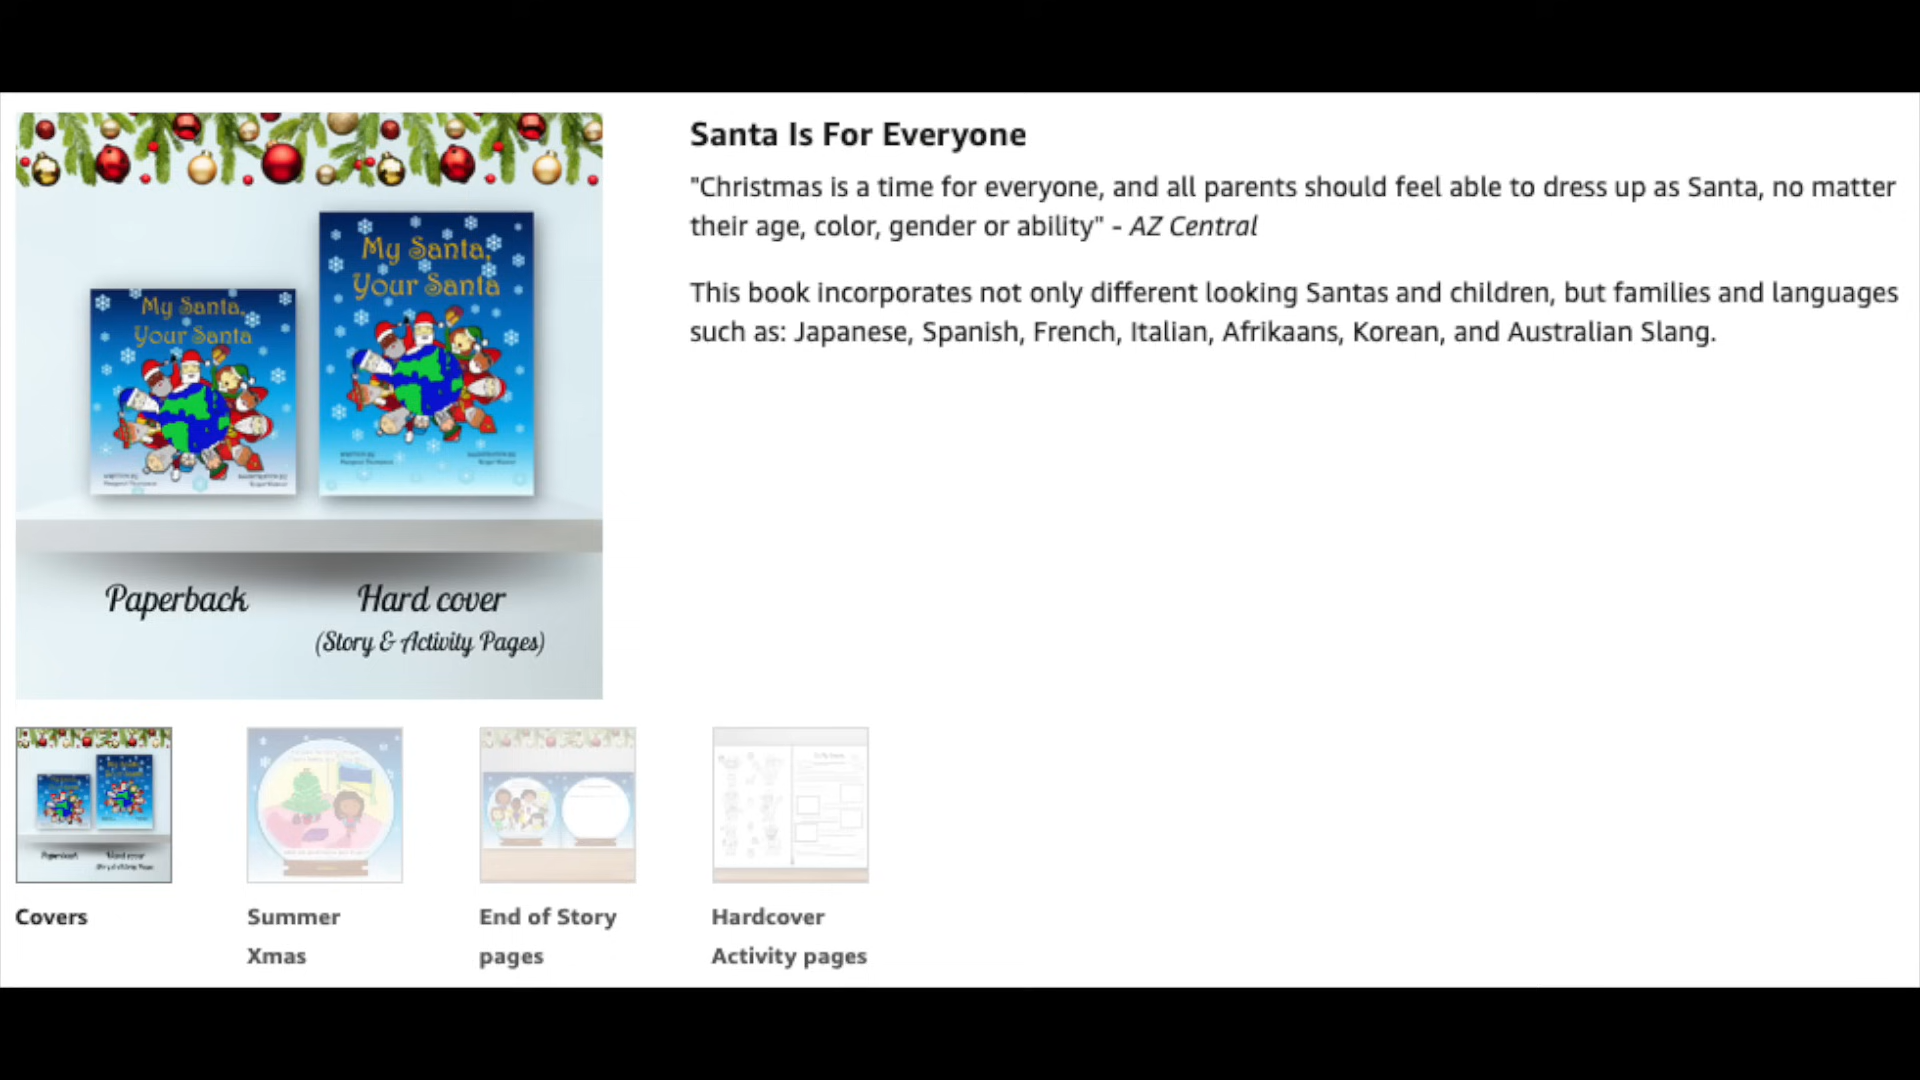 Santa Is For Everyone
"Christmas is a time for everyone, and all parents should feel able to dress up as Santa, no matter
their age, color, gender or ability" - AZ Central
This book incorporates not only different looking Santas and children, but families and languages
such as: Japanese, Spanish, French, Italian, Afrikaans, Korean, and Australian Slang.
My Santa,
Your Santa
My Santa,
Your Santa
Paperback
Hard cover
(Story & Activity Pages)
Covers
Summer
Xmas
End of Story
pages
Hardcover
Activity pages